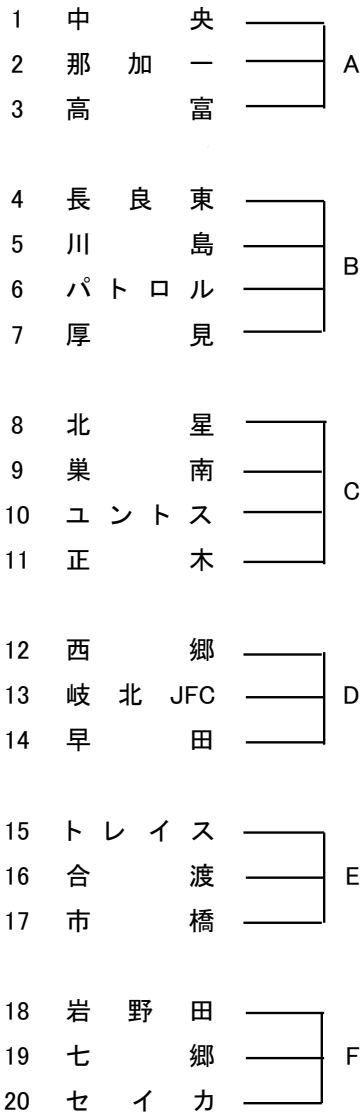 1 中央
2 那加一 A
3 高富
4 長良東
5 川島
B
6 パトロル
7 厚見
8 北星
9 巣南
C
10 ユントス
11 正木
12 西郷
13 岐北JFC D
14 早田
15 トレイス
16 合渡 E
17 市橋
18 岩野田
19 七郷 F
20 セイカ